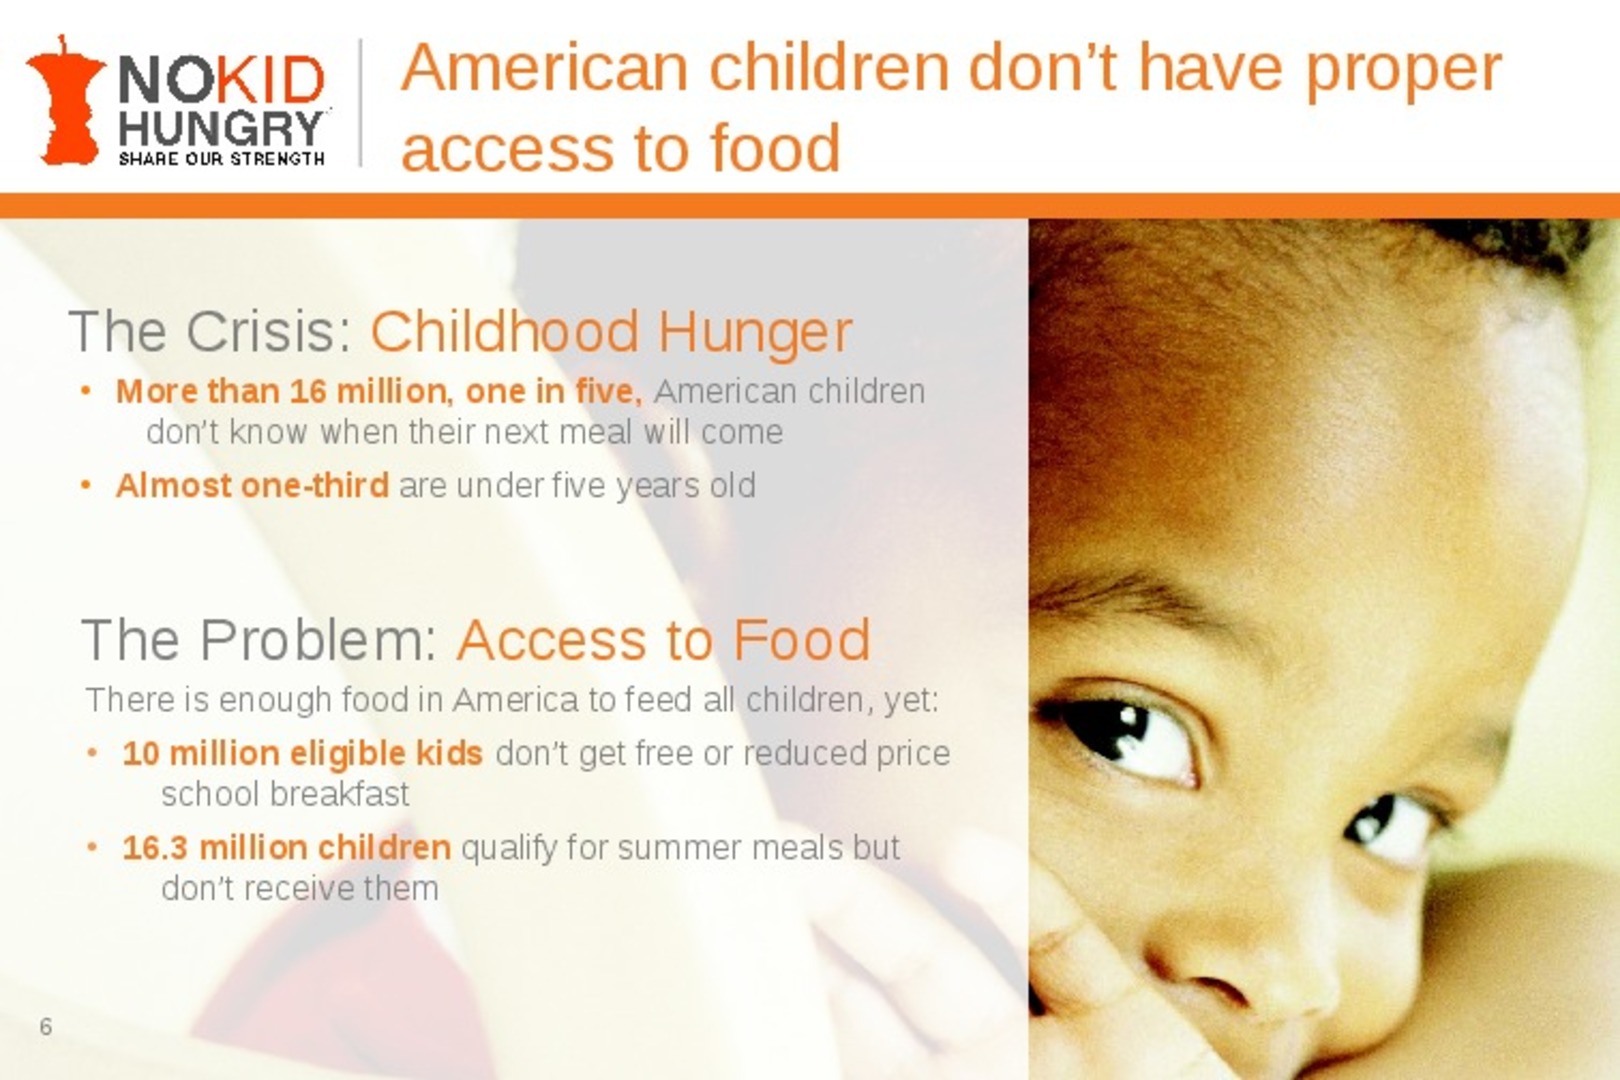 NOKID
HUNGRY
SHARE OUR STRENGTH
American children don’t have proper
access to food
The Crisis: Childhood Hunger
• More than 16 million, one in five, American children
don’t know when their next meal will come
• Almost one-third are under five years old
The Problem: Access to Food
There is enough food in America to feed all children, yet:
• 10 million eligible kids don’t get free or reduced price
school breakfast
• 16.3 million children qualify for summer meals but
don’t receive them
6